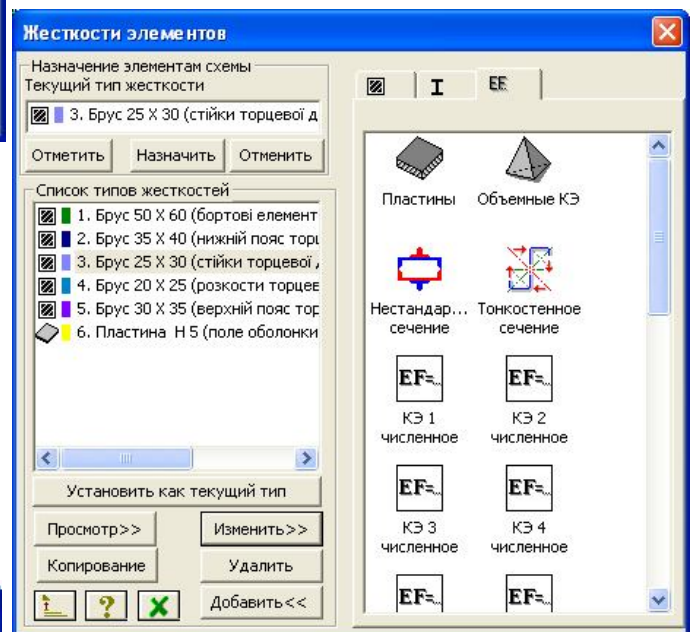 Жесткости элементов
Назначение элементам схемы
Текущий тип жесткости
3. Брус 25 X 30 (стійки торцевої д
Отметить Назначить Отменить
Список типов жесткостей
1. Брус 50 X 60 (бортові елемент
2. Брус 35 X 40 (нижній пояс торц
3. Брус 25 X 30 (стійки торцевої
4. Брус 20 X 25 (розкости торцев
5. Брус 30 X 35 (верхній пояс тор
6. Пластина H 5 (поле оболонки
Установить как текущий тип
Просмотр>> Изменить>>
Копирование Удалить
? Добавить<<
I EE
Пластины Объемные КЭ
Нестандар... Тонкостенное
сечение сечение
EF=... EF=...
КЭ 1 КЭ 2
численное численное
EF=... EF=...
КЭ 3 КЭ 4
численное численное
EF=... EF=...